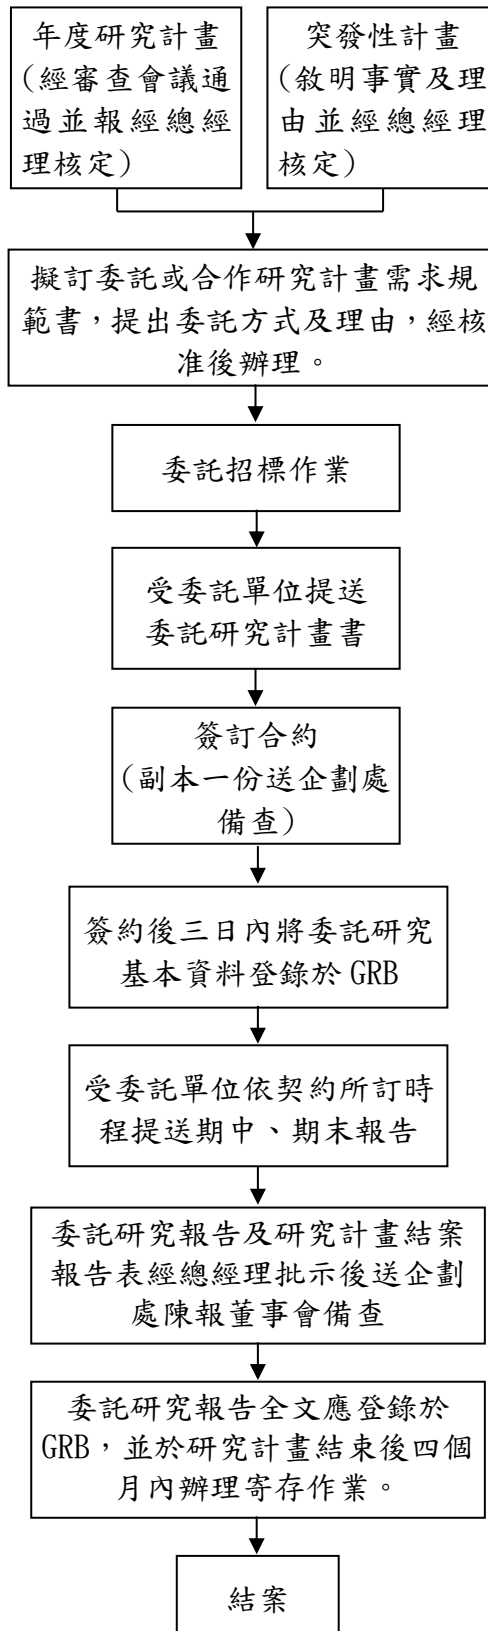 年度研究計畫
(經審查會議通
過並報經總經
理核定)
突發性計畫
(敘明事實及理
由並經總經理
核定)
擬訂委託或合作研究計畫需求規
範書，提出委託方式及理由，經核
准後辦理。
委託招標作業
受委託單位提送
委託研究計畫書
簽訂合約
(副本一份送企劃處
備查)
簽約後三日內將委託研究
基本資料登錄於 GRB
受委託單位依契約所訂時
程提送期中、期末報告
委託研究報告及研究計畫結案
報告表經總經理批示後送企劃
處陳報董事會備查
委託研究報告全文應登錄於
GRB，並於研究計畫結束後四個
月內辦理寄存作業。
結案